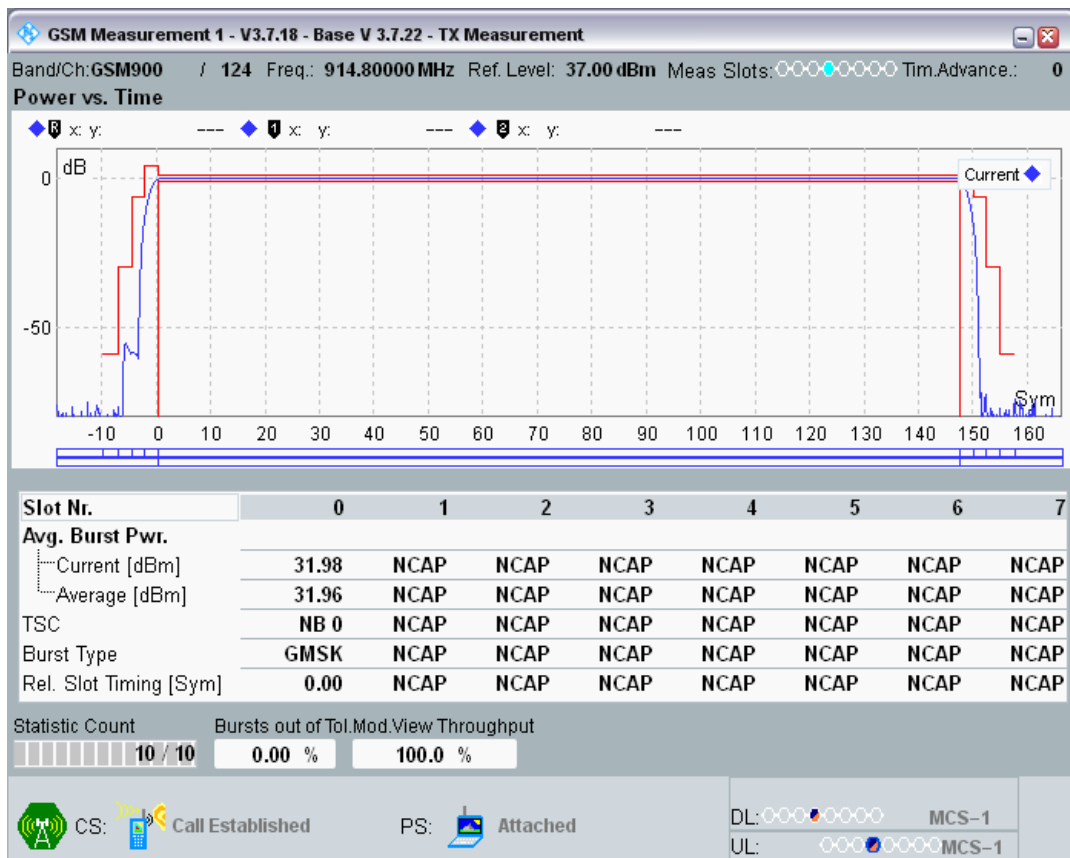 GSM Measurement 1 - V3.7.18 - Base V 3.7.22 - TX Measurement
Band/Ch:GSM900 / 124 Freq.: 914.80000 MHz Ref. Level: 37.00 dBm Meas Slots: Tim.Advance.: 0
Power vs. Time
R x: y: --- 1 x: y: --- 2 x: y: ---
dB
0
Current
-50
Sym
-10 0 10 20 30 40 50 60 70 80 90 100 110 120 130 140 150 160
Slot Nr. 0 1 2 3 4 5 6 7
Avg. Burst Pwr.
Current [dBm] 31.98 NCAP NCAP NCAP NCAP NCAP NCAP NCAP
Average [dBm] 31.96 NCAP NCAP NCAP NCAP NCAP NCAP NCAP
TSC NB 0 NCAP NCAP NCAP NCAP NCAP NCAP NCAP
Burst Type GMSK NCAP NCAP NCAP NCAP NCAP NCAP NCAP
Rel. Slot Timing [Sym] 0.00 NCAP NCAP NCAP NCAP NCAP NCAP NCAP
Statistic Count Bursts out of Tol.Mod.View Throughput
10 / 10 0.00 % 100.0 %
CS: Call Established PS: Attached
DL: MCS-1
UL: MCS-1